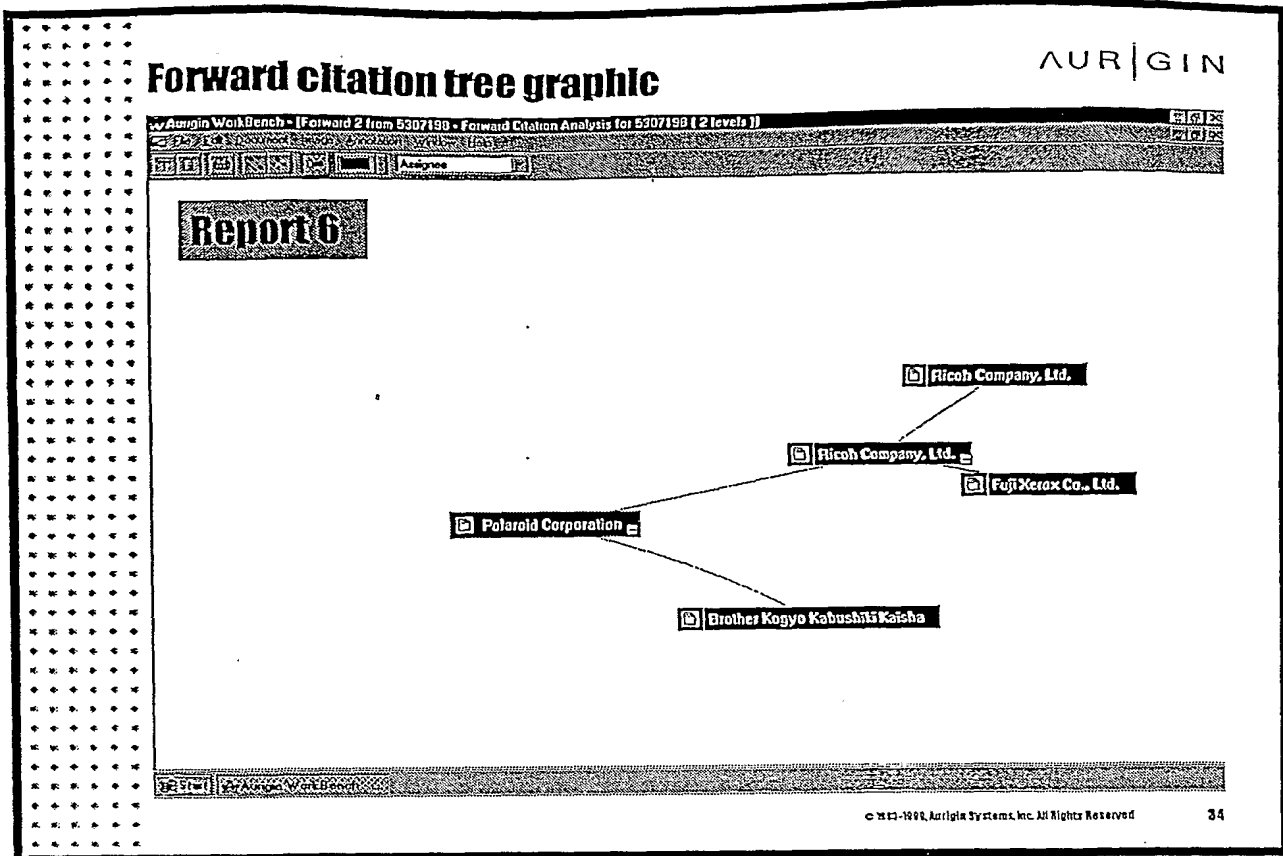 AURIGIN
Forward citation tree graphic
Aurigin WorkBench - [Forward 2 from 5307198 - Forward Citation Analysis for 5307198 ( 2 levels )]
Assignee
Report 6
Ricoh Company, Ltd.
Ricoh Company, Ltd.
Fuji Xerox Co., Ltd.
Polaroid Corporation
Brother Kogyo Kabushiki Kaisha
Start Aurigin WorkBench
-1999, Aurigin Systems, Inc. All Rights Reserved
34